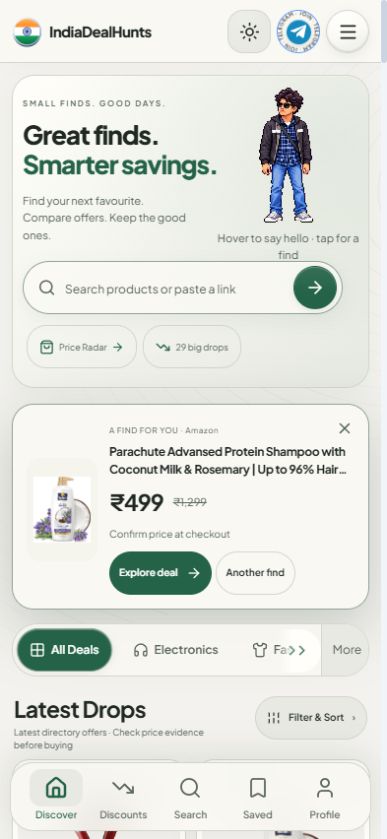 IndiaDealHunts
JOIN TELEGRAM JOIN TELEGRAM
SMALL FINDS. GOOD DAYS.
Great finds.
Smarter savings.
Find your next favourite.
Compare offers. Keep the good
ones.
Hover to say hello · tap for a
find
Search products or paste a link
Price Radar
29 big drops
A FIND FOR YOU · Amazon
Parachute Advansed Protein Shampoo with
Coconut Milk & Rosemary | Up to 96% Hair...
₹499 ₹1,299
Confirm price at checkout
Explore deal
Another find
All Deals
Electronics
Fa
More
Latest Drops
Latest directory offers · Check price evidence
before buying
Filter & Sort
Discover
Discounts
Search
Saved
Profile